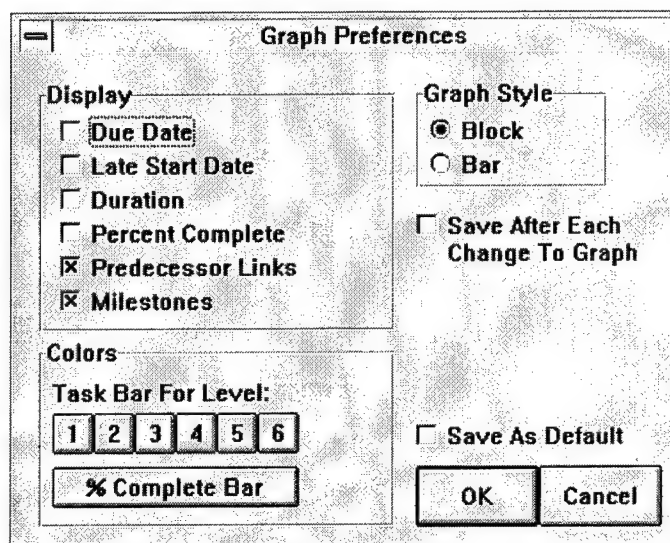 Graph Preferences
Display
Due Date
Late Start Date
Duration
Percent Complete
Predecessor Links
Milestones
Graph Style
Block
Bar
Save After Each
Change To Graph
Colors
Task Bar For Level:
1 2 3 4 5 6
% Complete Bar
Save As Default
OK
Cancel